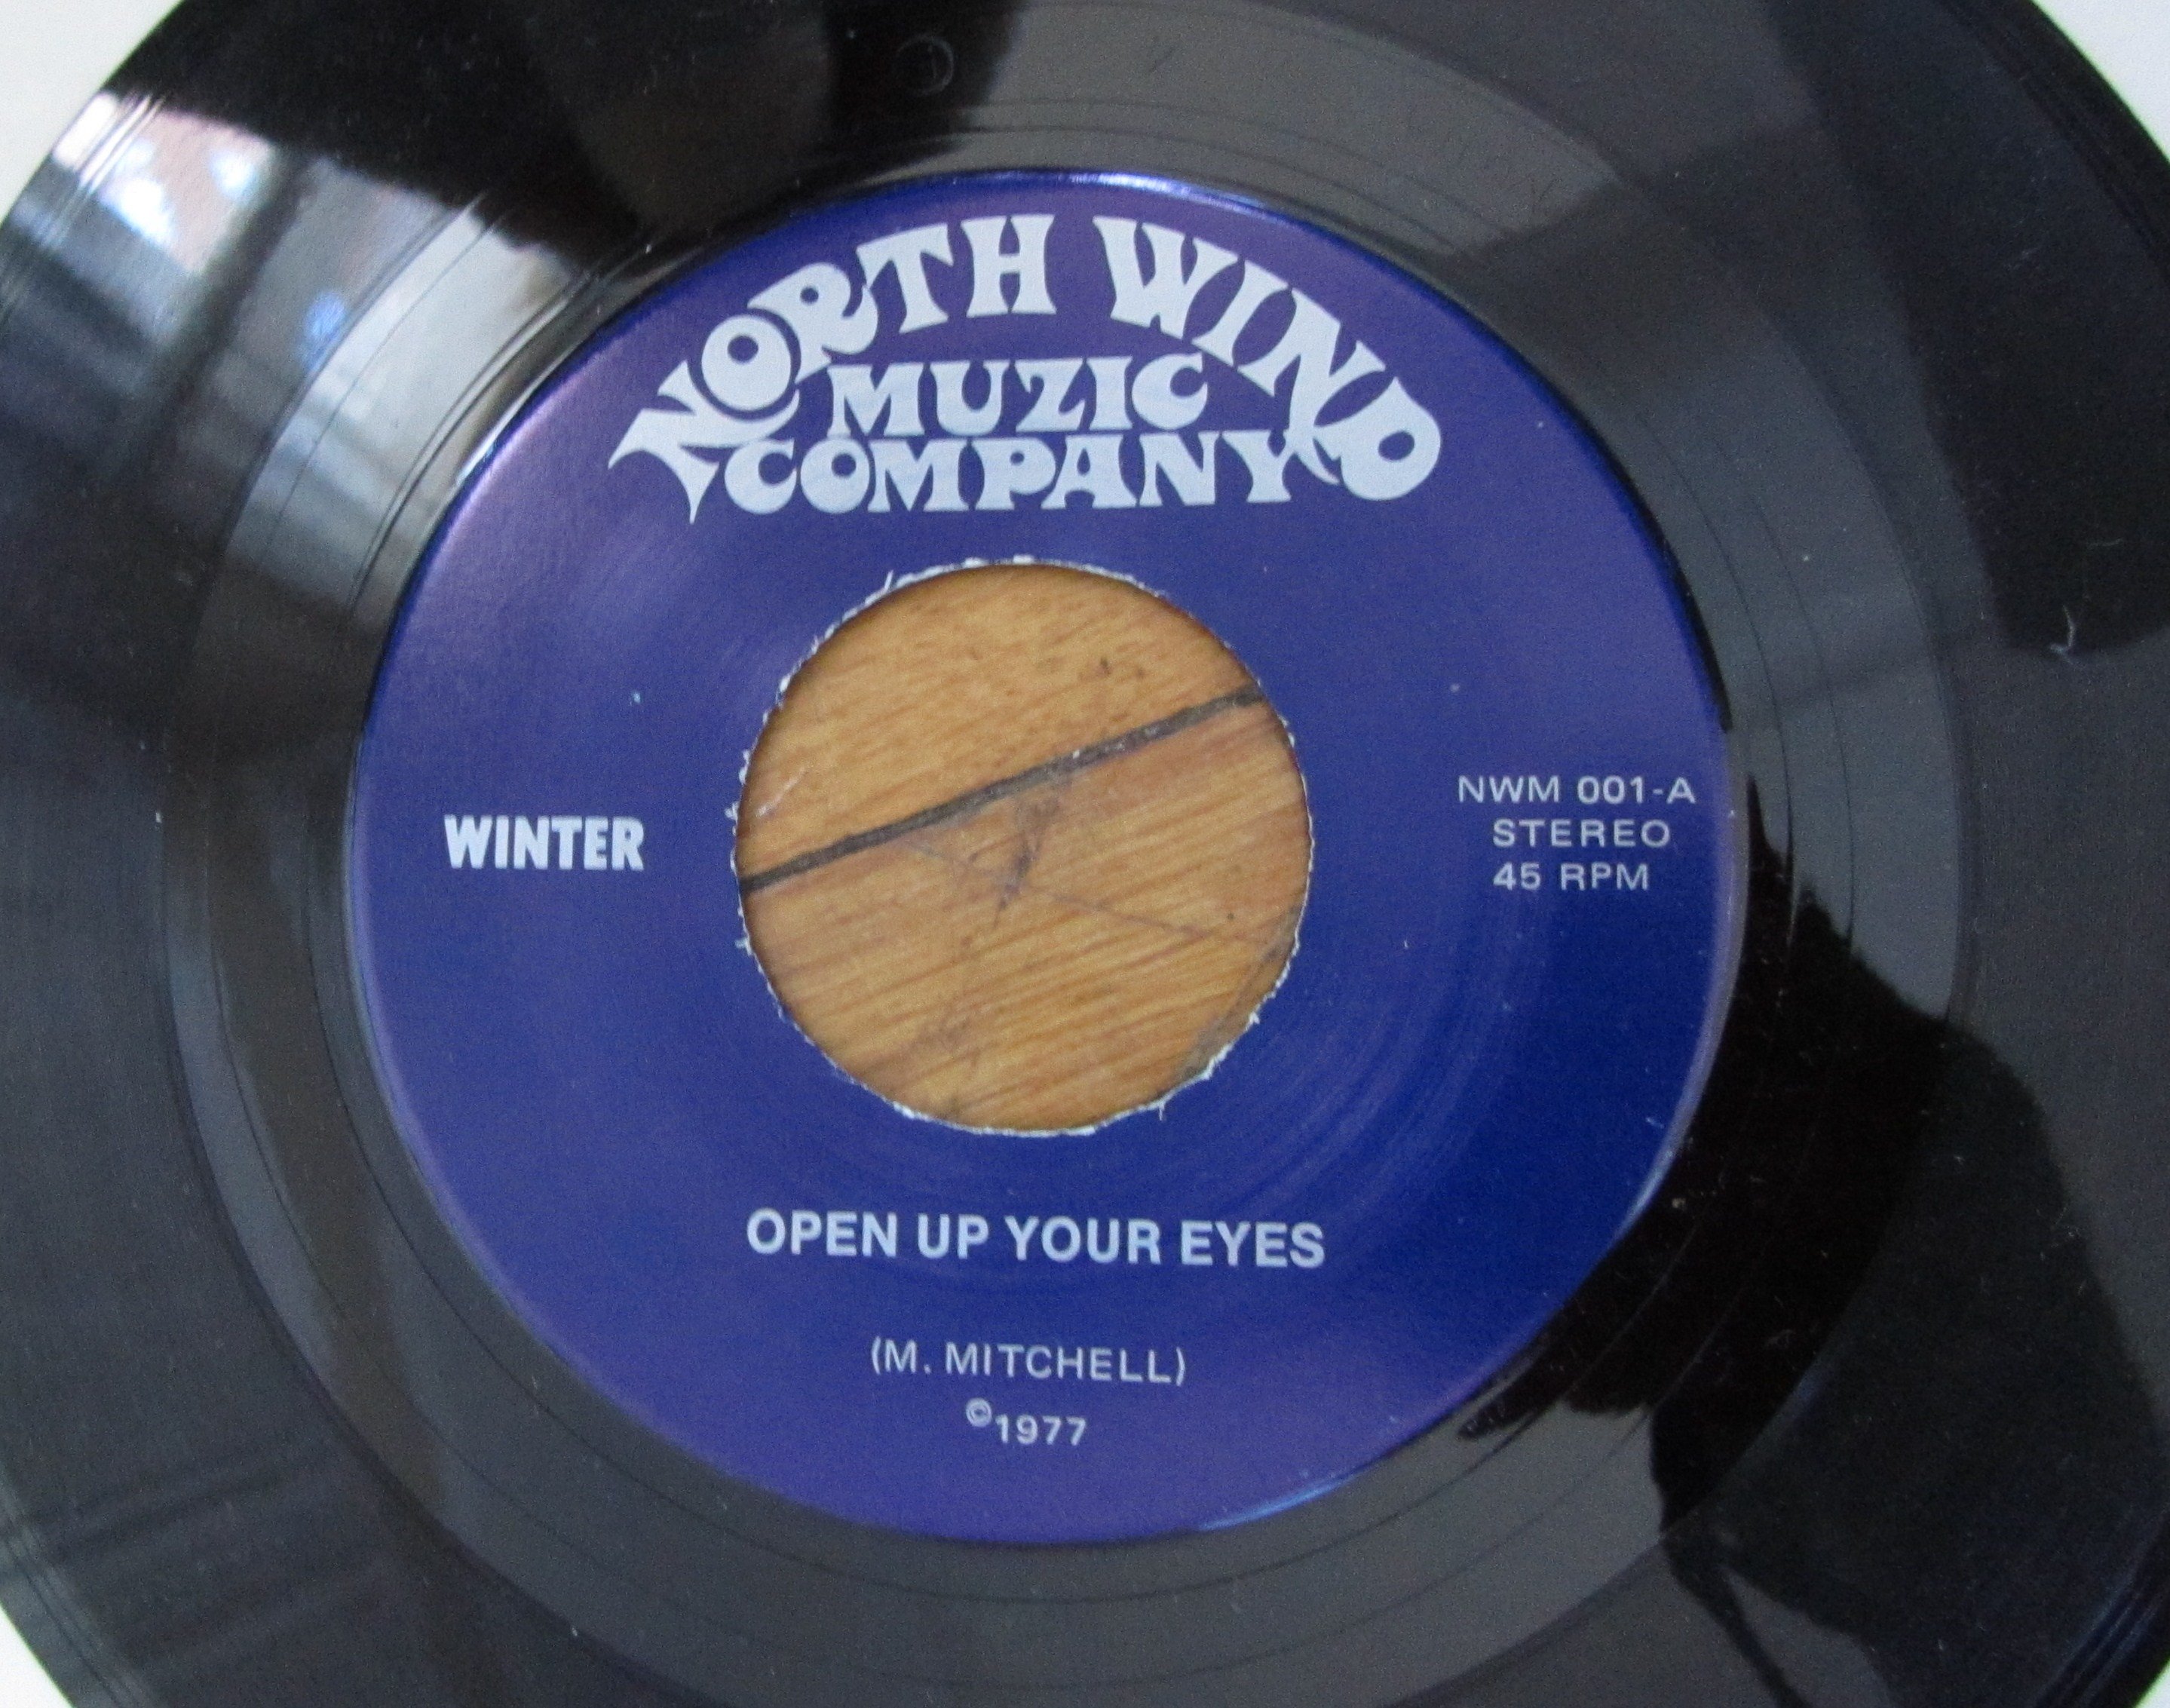 NORTH WIND
MUZIC
COMPANY
WINTER
NWM 001-A
STEREO
45 RPM
OPEN UP YOUR EYES
(M. MITCHELL)
©1977